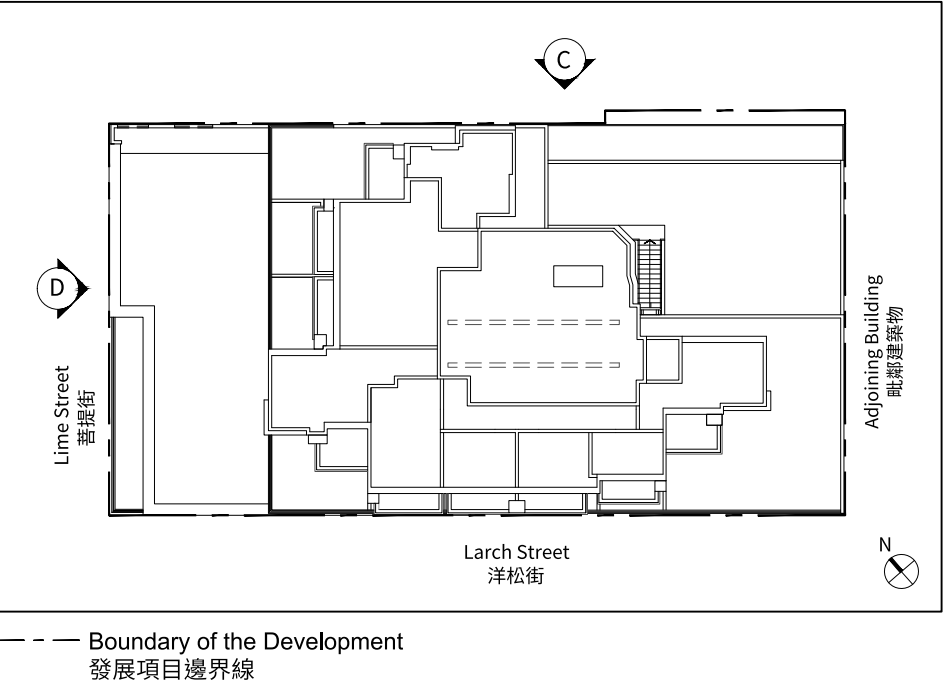 C
D
Lime Street
菩提街
Adjoining Building
毗鄰建築物
Larch Street
洋松街
N
Boundary of the Development
發展項目邊界線